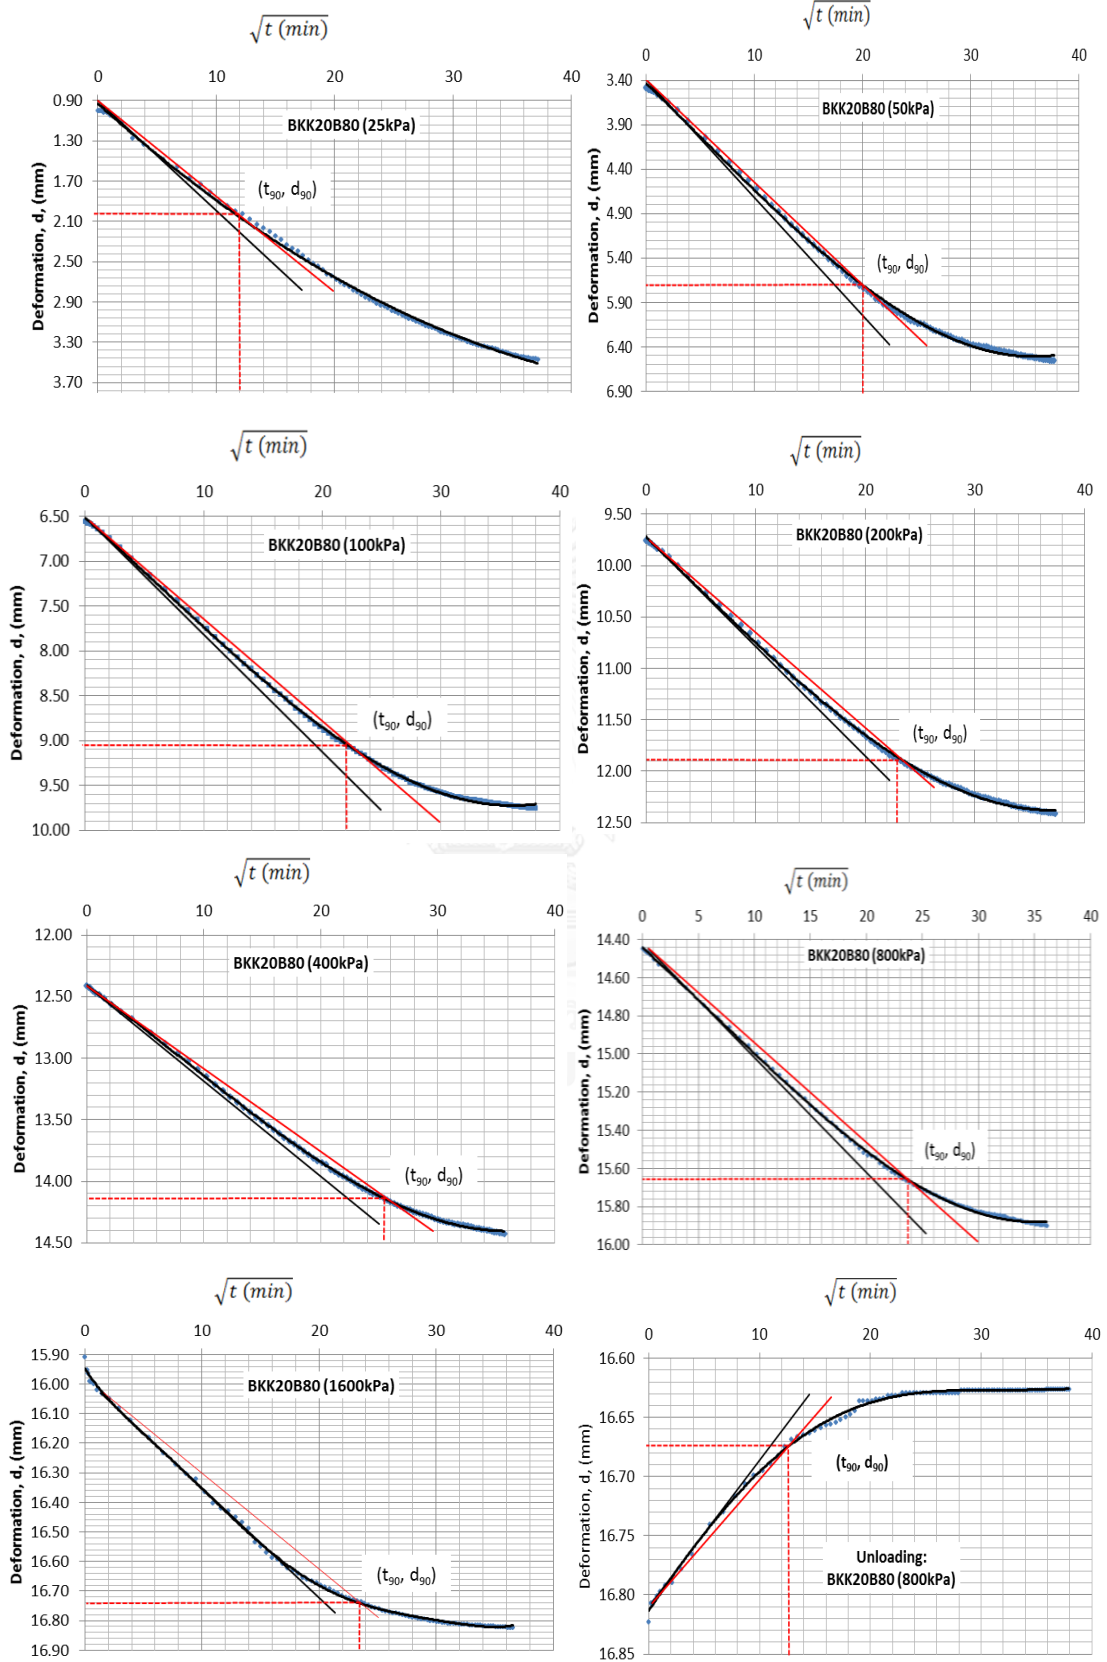 √t (min)
0 10 20 30 40
0.90
1.30
1.70
2.10
2.50
2.90
3.30
3.70
Deformation, d, (mm)
BKK20B80 (25kPa)
(t₉₀, d₉₀)
√t (min)
0 10 20 30 40
3.40
3.90
4.40
4.90
5.40
5.90
6.40
6.90
Deformation, d, (mm)
BKK20B80 (50kPa)
(t₉₀, d₉₀)
√t (min)
0 10 20 30 40
6.50
7.00
7.50
8.00
8.50
9.00
9.50
10.00
Deformation, d, (mm)
BKK20B80 (100kPa)
(t₉₀, d₉₀)
√t (min)
0 10 20 30 40
9.50
10.00
10.50
11.00
11.50
12.00
12.50
Deformation, d, (mm)
BKK20B80 (200kPa)
(t₉₀, d₉₀)
√t (min)
0 10 20 30 40
12.00
12.50
13.00
13.50
14.00
14.50
Deformation, d, (mm)
BKK20B80 (400kPa)
(t₉₀, d₉₀)
√t (min)
0 5 10 15 20 25 30 35 40
14.40
14.60
14.80
15.00
15.20
15.40
15.60
15.80
16.00
Deformation, d, (mm)
BKK20B80 (800kPa)
(t₉₀, d₉₀)
√t (min)
0 10 20 30 40
15.90
16.00
16.10
16.20
16.30
16.40
16.50
16.60
16.70
16.80
16.90
Deformation, d, (mm)
BKK20B80 (1600kPa)
(t₉₀, d₉₀)
√t (min)
0 10 20 30 40
16.60
16.65
16.70
16.75
16.80
16.85
Deformation, d, (mm)
(t₉₀, d₉₀)
Unloading:
BKK20B80 (800kPa)